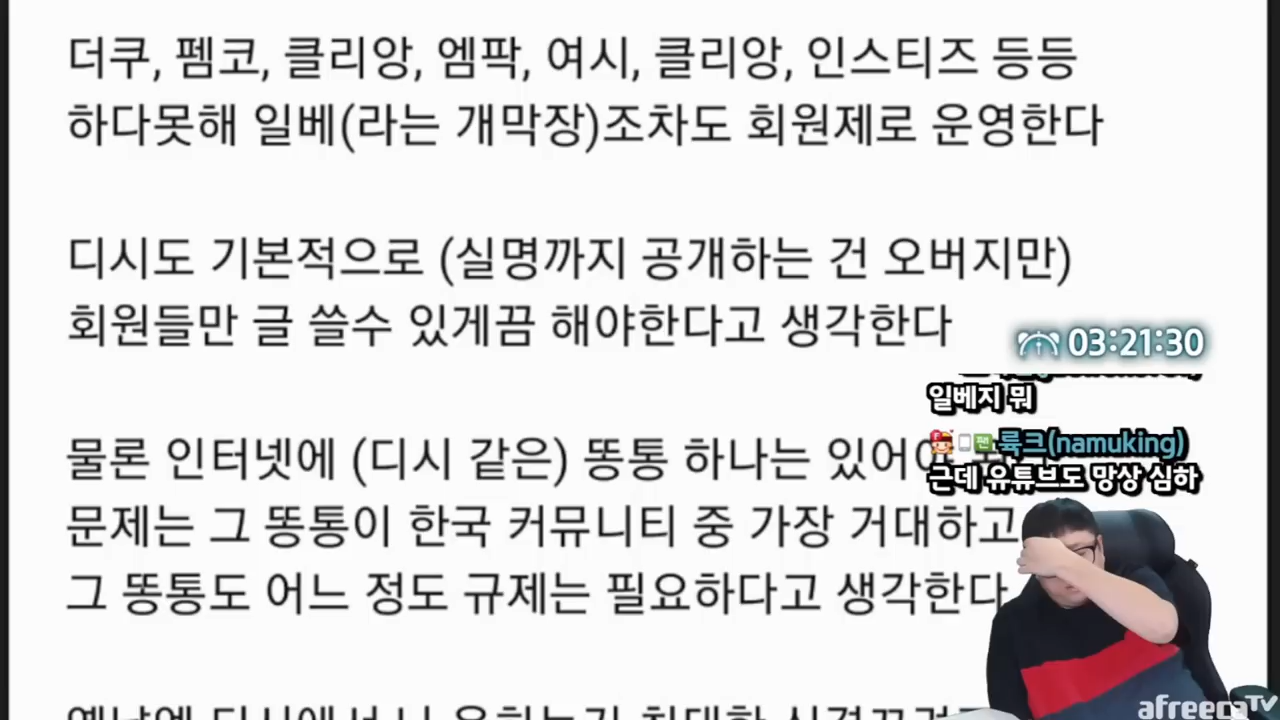 더쿠, 펨코, 클리앙, 엠팍, 여시, 클리앙, 인스티즈 등등
하다못해 일베(라는 개막장)조차도 회원제로 운영한다
디시도 기본적으로 (실명까지 공개하는 건 오버지만)
회원들만 글 쓸수 있게끔 해야한다고 생각한다
03:21:30
일베지 뭐
팬 륙크(namuking)
근데 유튜브도 망상 심하
물론 인터넷에 (디시 같은) 똥통 하나는
문제는 그 똥통이 한국 커뮤니티 중 가장 거대하고
그 똥통도 어느 정도 규제는 필요하다고 생각한다
afreecaTV